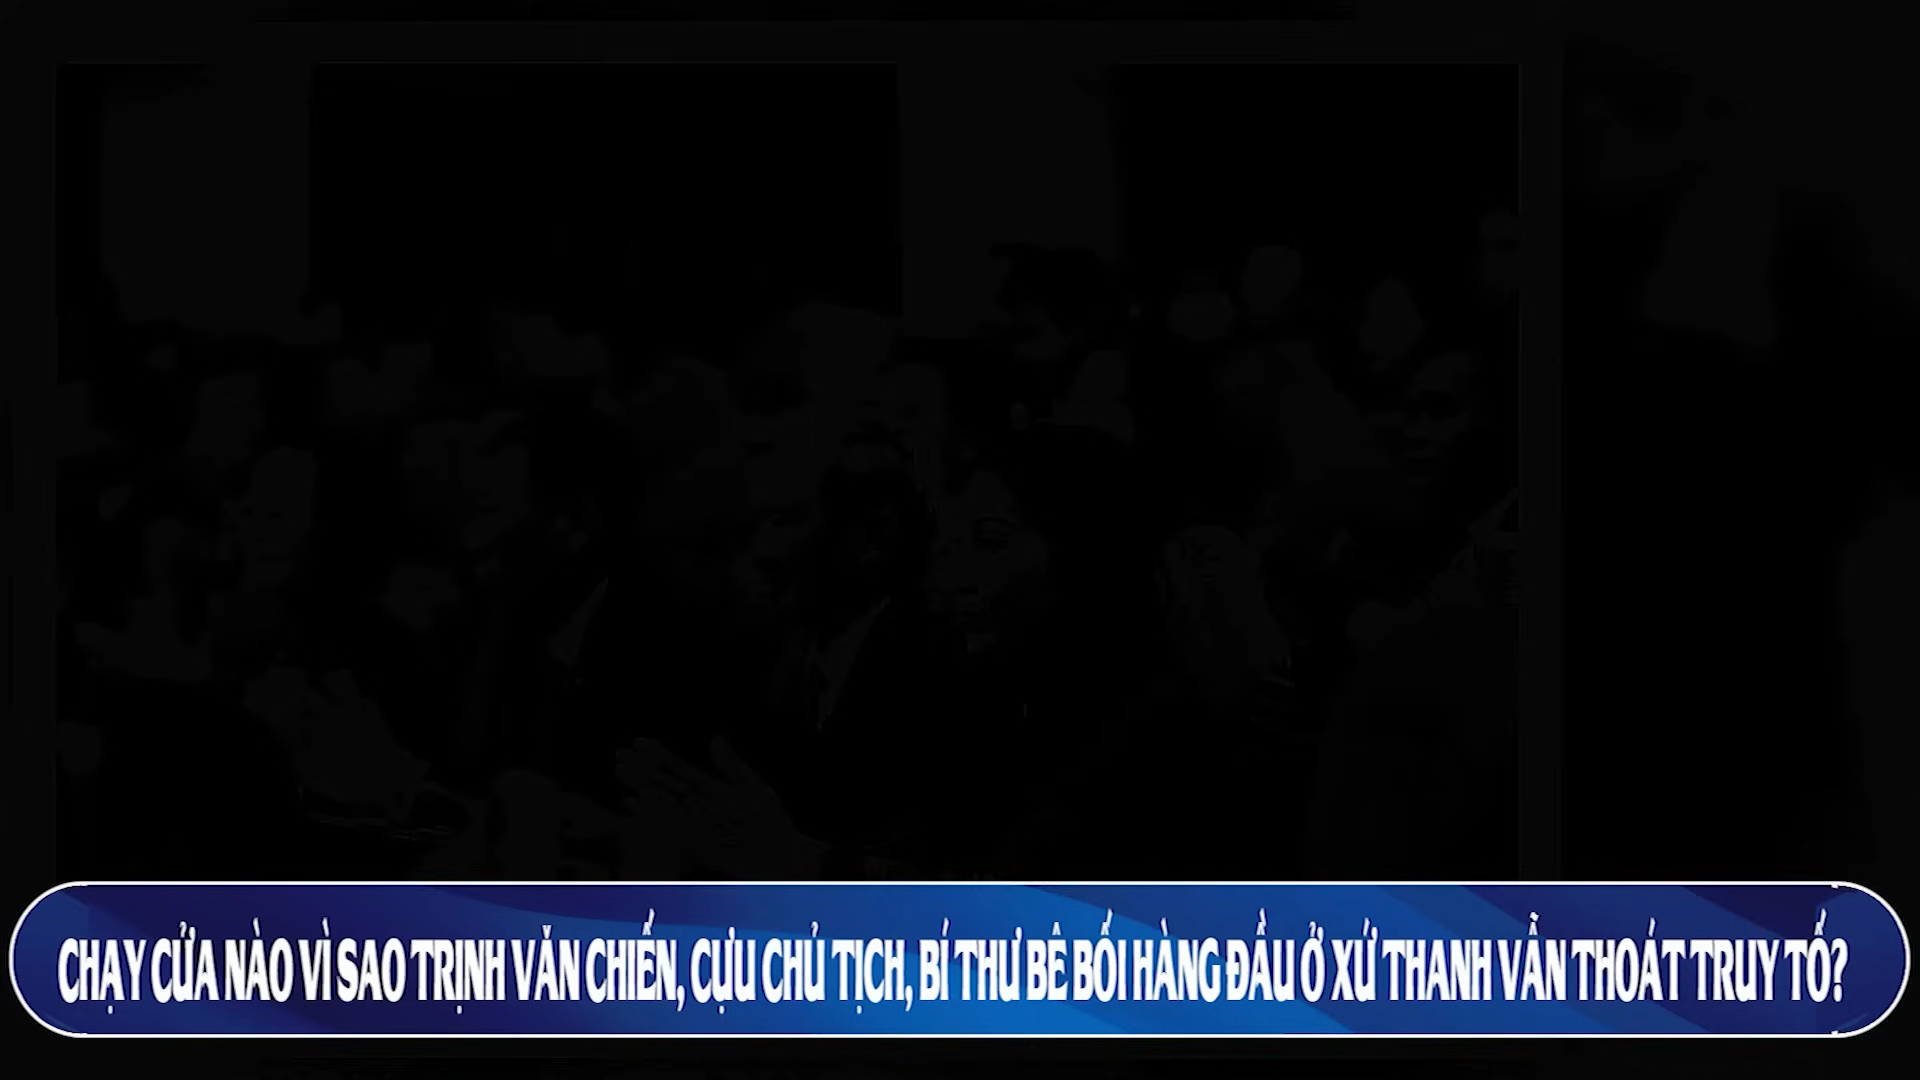 CHẠY CỬA NÀO VÌ SAO TRỊNH VĂN CHIẾN, CỰU CHỦ TỊCH, BÍ THƯ BÊ BỐI HÀNG ĐẦU Ở XỨ THANH VẪN THOÁT TRUY TỐ?